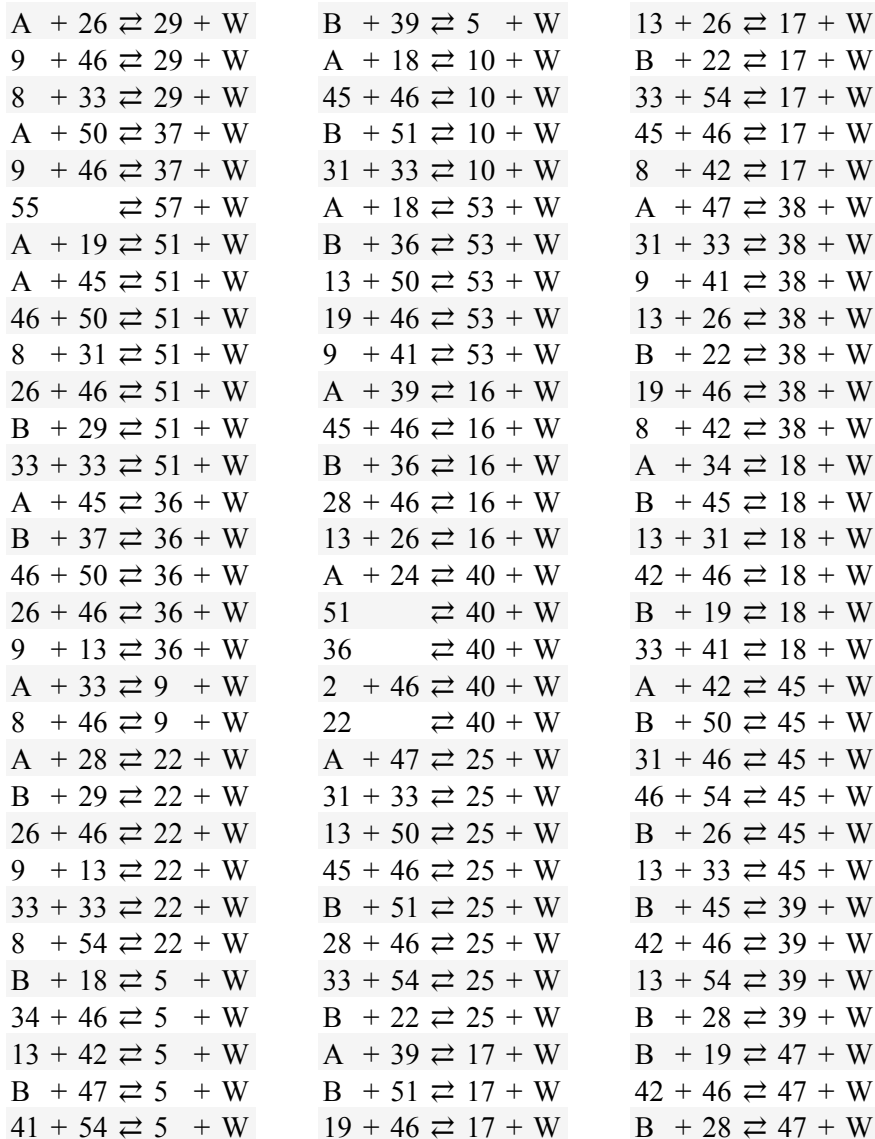 A + 26 ⇄ 29 + W
9 + 46 ⇄ 29 + W
8 + 33 ⇄ 29 + W
A + 50 ⇄ 37 + W
9 + 46 ⇄ 37 + W
55 ⇄ 57 + W
A + 19 ⇄ 51 + W
A + 45 ⇄ 51 + W
46 + 50 ⇄ 51 + W
8 + 31 ⇄ 51 + W
26 + 46 ⇄ 51 + W
B + 29 ⇄ 51 + W
33 + 33 ⇄ 51 + W
A + 45 ⇄ 36 + W
B + 37 ⇄ 36 + W
46 + 50 ⇄ 36 + W
26 + 46 ⇄ 36 + W
9 + 13 ⇄ 36 + W
A + 33 ⇄ 9 + W
8 + 46 ⇄ 9 + W
A + 28 ⇄ 22 + W
B + 29 ⇄ 22 + W
26 + 46 ⇄ 22 + W
9 + 13 ⇄ 22 + W
33 + 33 ⇄ 22 + W
8 + 54 ⇄ 22 + W
B + 18 ⇄ 5 + W
34 + 46 ⇄ 5 + W
13 + 42 ⇄ 5 + W
B + 47 ⇄ 5 + W
41 + 54 ⇄ 5 + W
B + 39 ⇄ 5 + W
A + 18 ⇄ 10 + W
45 + 46 ⇄ 10 + W
B + 51 ⇄ 10 + W
31 + 33 ⇄ 10 + W
A + 18 ⇄ 53 + W
B + 36 ⇄ 53 + W
13 + 50 ⇄ 53 + W
19 + 46 ⇄ 53 + W
9 + 41 ⇄ 53 + W
A + 39 ⇄ 16 + W
45 + 46 ⇄ 16 + W
B + 36 ⇄ 16 + W
28 + 46 ⇄ 16 + W
13 + 26 ⇄ 16 + W
A + 24 ⇄ 40 + W
51 ⇄ 40 + W
36 ⇄ 40 + W
2 + 46 ⇄ 40 + W
22 ⇄ 40 + W
A + 47 ⇄ 25 + W
31 + 33 ⇄ 25 + W
13 + 50 ⇄ 25 + W
45 + 46 ⇄ 25 + W
B + 51 ⇄ 25 + W
28 + 46 ⇄ 25 + W
33 + 54 ⇄ 25 + W
B + 22 ⇄ 25 + W
A + 39 ⇄ 17 + W
B + 51 ⇄ 17 + W
19 + 46 ⇄ 17 + W
13 + 26 ⇄ 17 + W
B + 22 ⇄ 17 + W
33 + 54 ⇄ 17 + W
45 + 46 ⇄ 17 + W
8 + 42 ⇄ 17 + W
A + 47 ⇄ 38 + W
31 + 33 ⇄ 38 + W
9 + 41 ⇄ 38 + W
13 + 26 ⇄ 38 + W
B + 22 ⇄ 38 + W
19 + 46 ⇄ 38 + W
8 + 42 ⇄ 38 + W
A + 34 ⇄ 18 + W
B + 45 ⇄ 18 + W
13 + 31 ⇄ 18 + W
42 + 46 ⇄ 18 + W
B + 19 ⇄ 18 + W
33 + 41 ⇄ 18 + W
A + 42 ⇄ 45 + W
B + 50 ⇄ 45 + W
31 + 46 ⇄ 45 + W
46 + 54 ⇄ 45 + W
B + 26 ⇄ 45 + W
13 + 33 ⇄ 45 + W
B + 45 ⇄ 39 + W
42 + 46 ⇄ 39 + W
13 + 54 ⇄ 39 + W
B + 28 ⇄ 39 + W
B + 19 ⇄ 47 + W
42 + 46 ⇄ 47 + W
B + 28 ⇄ 47 + W